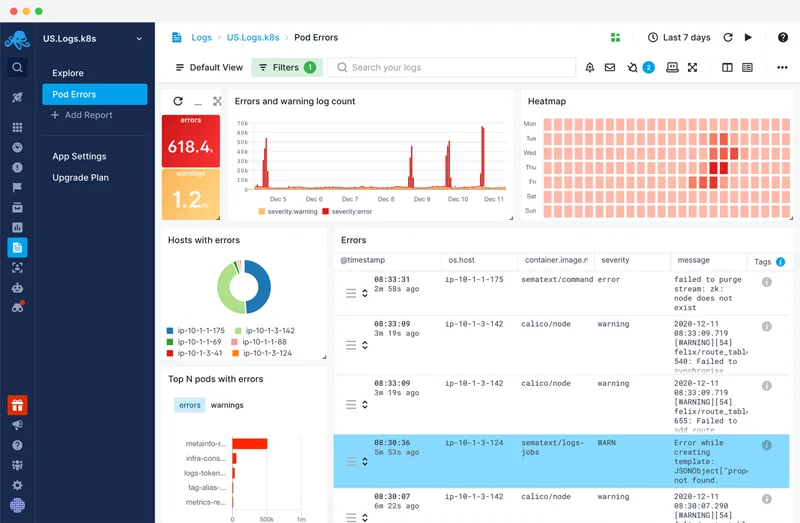 US.Logs.k8s
Explore
Pod Errors
Add Report
App Settings
Upgrade Plan
Logs
US.Logs.k8s
Pod Errors
Last 7 days
Default View
Filters 1
Search your logs
2
errors
618.4k
warnings
1.2m
Errors and warning log count
70k
60k
50k
40k
30k
20k
10k
0
Dec 5 Dec 6 Dec 7 Dec 8 Dec 9 Dec 10 Dec 11
severity:warning severity:error
Heatmap
Mon
Tue
Wed
Thu
Fri
Sat
Sun
Hosts with errors
ip-10-1-1-175 ip-10-1-3-142
ip-10-1-1-69 ip-10-1-1-88
ip-10-1-3-41 ip-10-1-3-124
Top N pods with errors
errors warnings
metainfo-r...
infra-cons...
logs-token...
tag-alias-...
metrics-re...
0 500k 1m
Errors
@timestamp os.host container.image.n severity message Tags
08:33:31 ip-10-1-1-175 sematext/command error failed to purge
2m 58s ago stream: zk:
node does not
exist
08:33:09 ip-10-1-3-142 calico/node warning 2020-12-11
3m 19s ago 08:33:09.719
[WARNING][54]
felix/route_table
540: Failed to
synchronise
08:33:09 ip-10-1-3-142 calico/node warning 2020-12-11
3m 19s ago 08:33:09.719
[WARNING][54]
felix/route_table
655: Failed to
add route
08:30:36 ip-10-1-3-124 sematext/logs- WARN Error while
5m 53s ago jobs creating
template:
JSONObject["prope
not found.
08:30:07 ip-10-1-3-142 calico/node warning 2020-12-11
6m 22s ago 08:30:07.290
[WARNING][54]